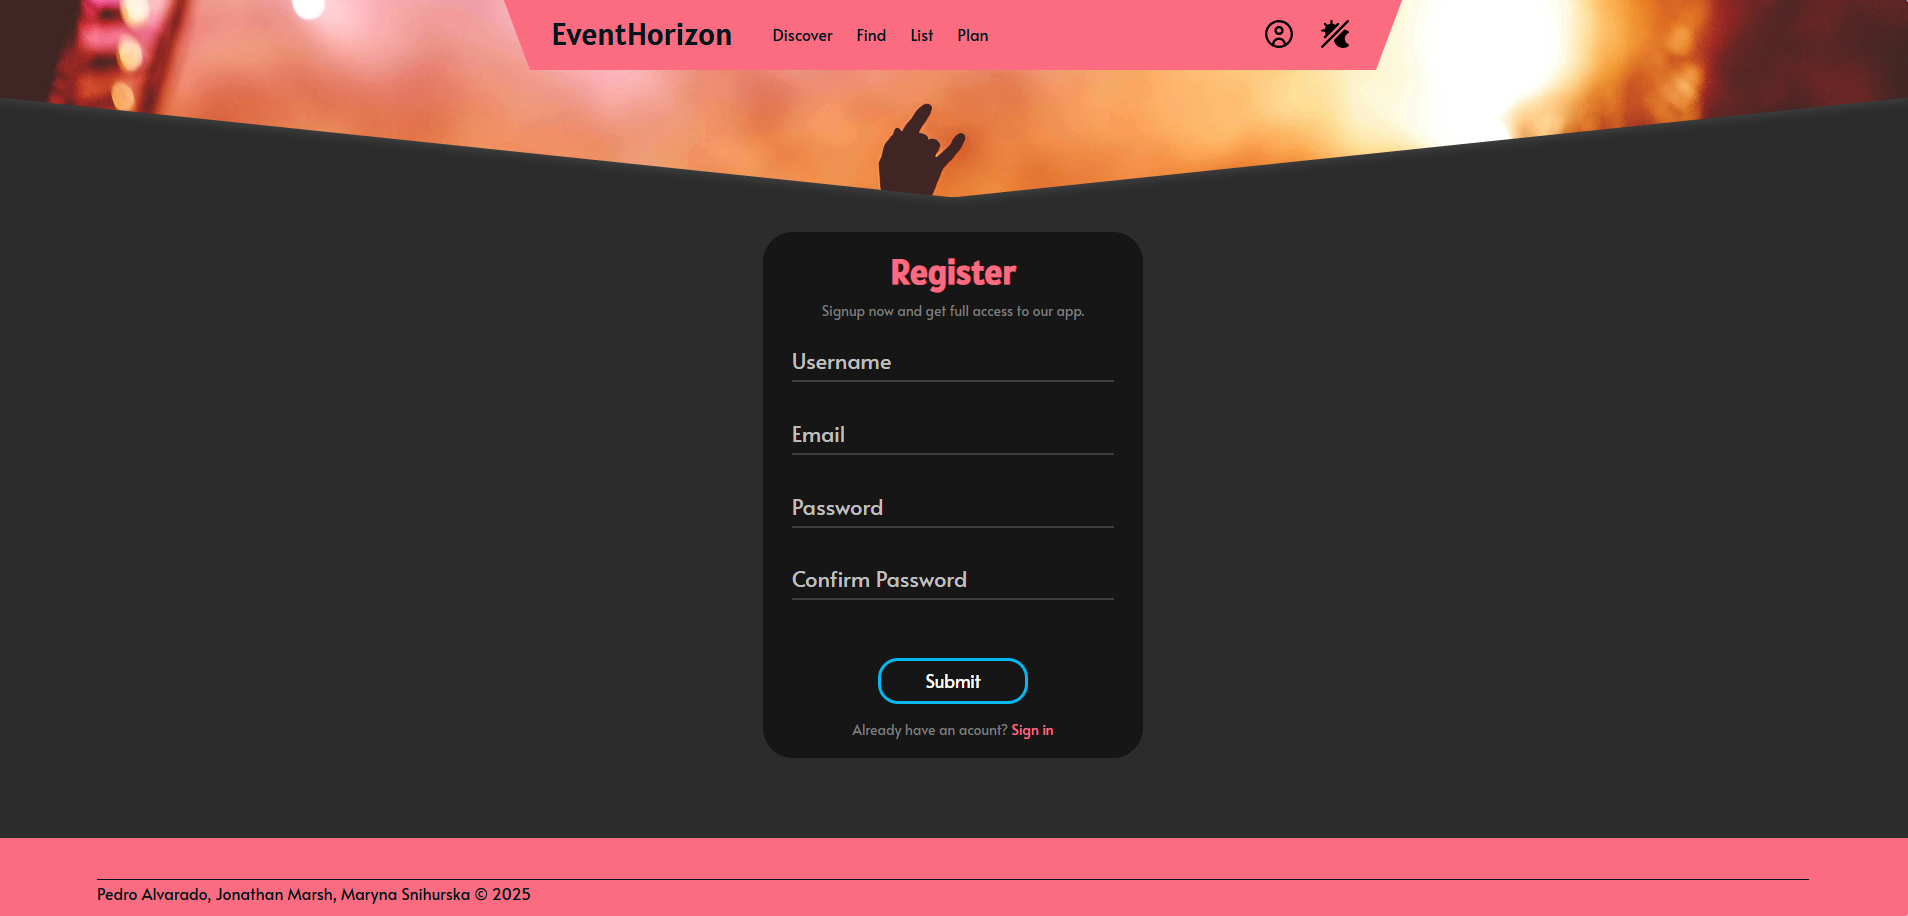 EventHorizon Discover Find List Plan
Register
Signup now and get full access to our app.
Username
Email
Password
Confirm Password
Submit
Already have an acount? Sign in
Pedro Alvarado, Jonathan Marsh, Maryna Snihurska © 2025